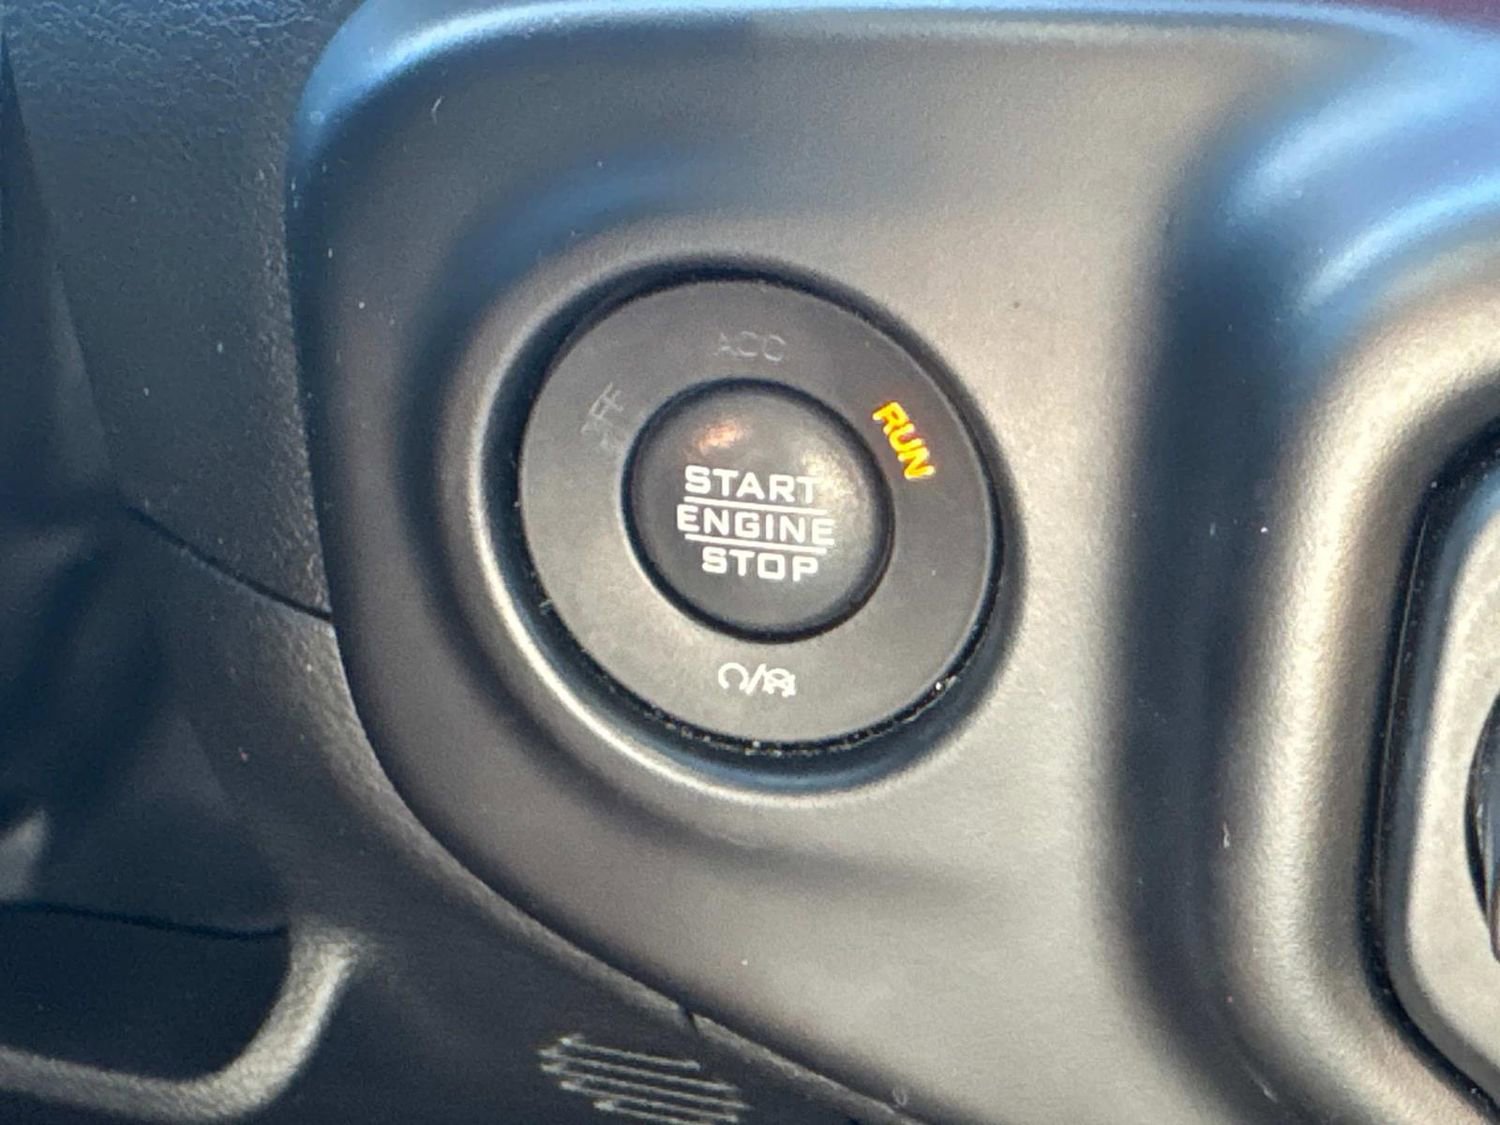 ACC
OFF
RUN
START
ENGINE
STOP